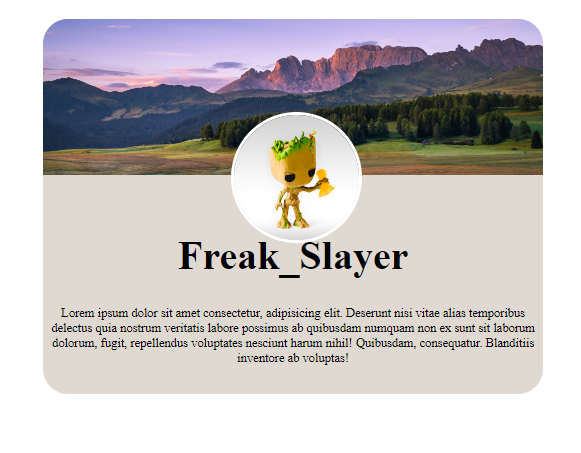 Freak_Slayer
Lorem ipsum dolor sit amet consectetur, adipisicing elit. Deserunt nisi vitae alias temporibus
delectus quia nostrum veritatis labore possimus ab quibusdam numquam non ex sunt sit laborum
dolorum, fugit, repellendus voluptates nesciunt harum nihil! Quibusdam, consequatur. Blanditiis
inventore ab voluptas!